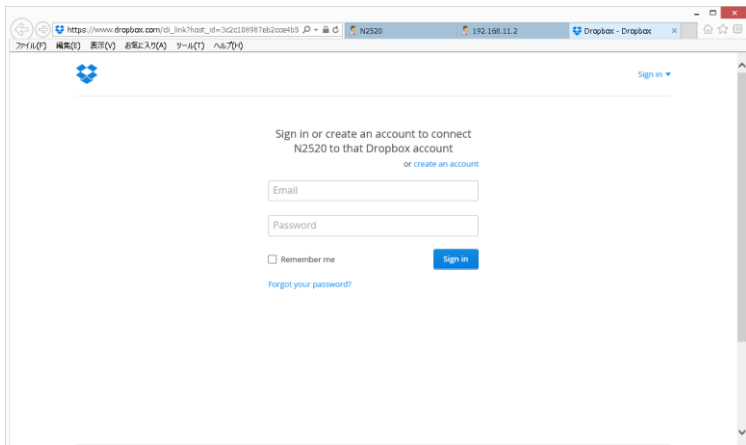 https://www.dropbox.com/cli_link?host_id=3c2c108987eb2cce4b5
N2520
192.168.11.2
Dropbox - Dropbox
ファイル(F) 編集(E) 表示(V) お気に入り(A) ツール(T) ヘルプ(H)
Sign in
Sign in or create an account to connect
N2520 to that Dropbox account
or create an account
Email
Password
Remember me
Sign in
Forgot your password?